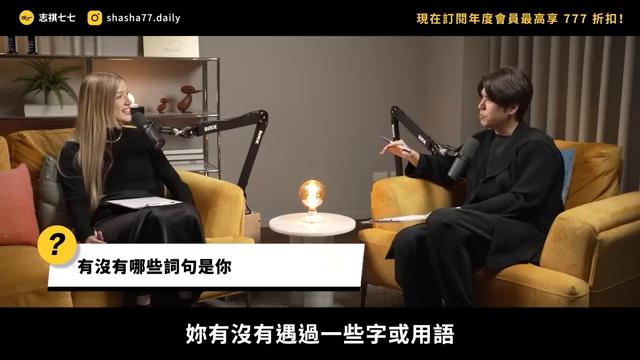 志祺七七
shasha77.daily
現在訂閱年度會員最高享 777 折扣!
RODE
RODE
?
有沒有哪些詞句是你
妳有沒有遇過一些字或用語